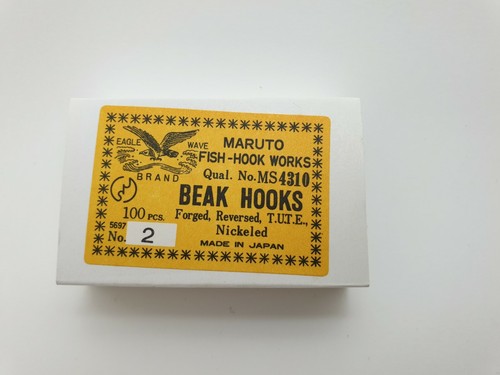 EAGLE WAVE
BRAND
MARUTO
FISH-HOOK WORKS
Qual. No. MS4310
BEAK HOOKS
100 PCS.
Forged, Reversed, T.U.T.E.,
Nickeled
5697
No. 2
MADE IN JAPAN